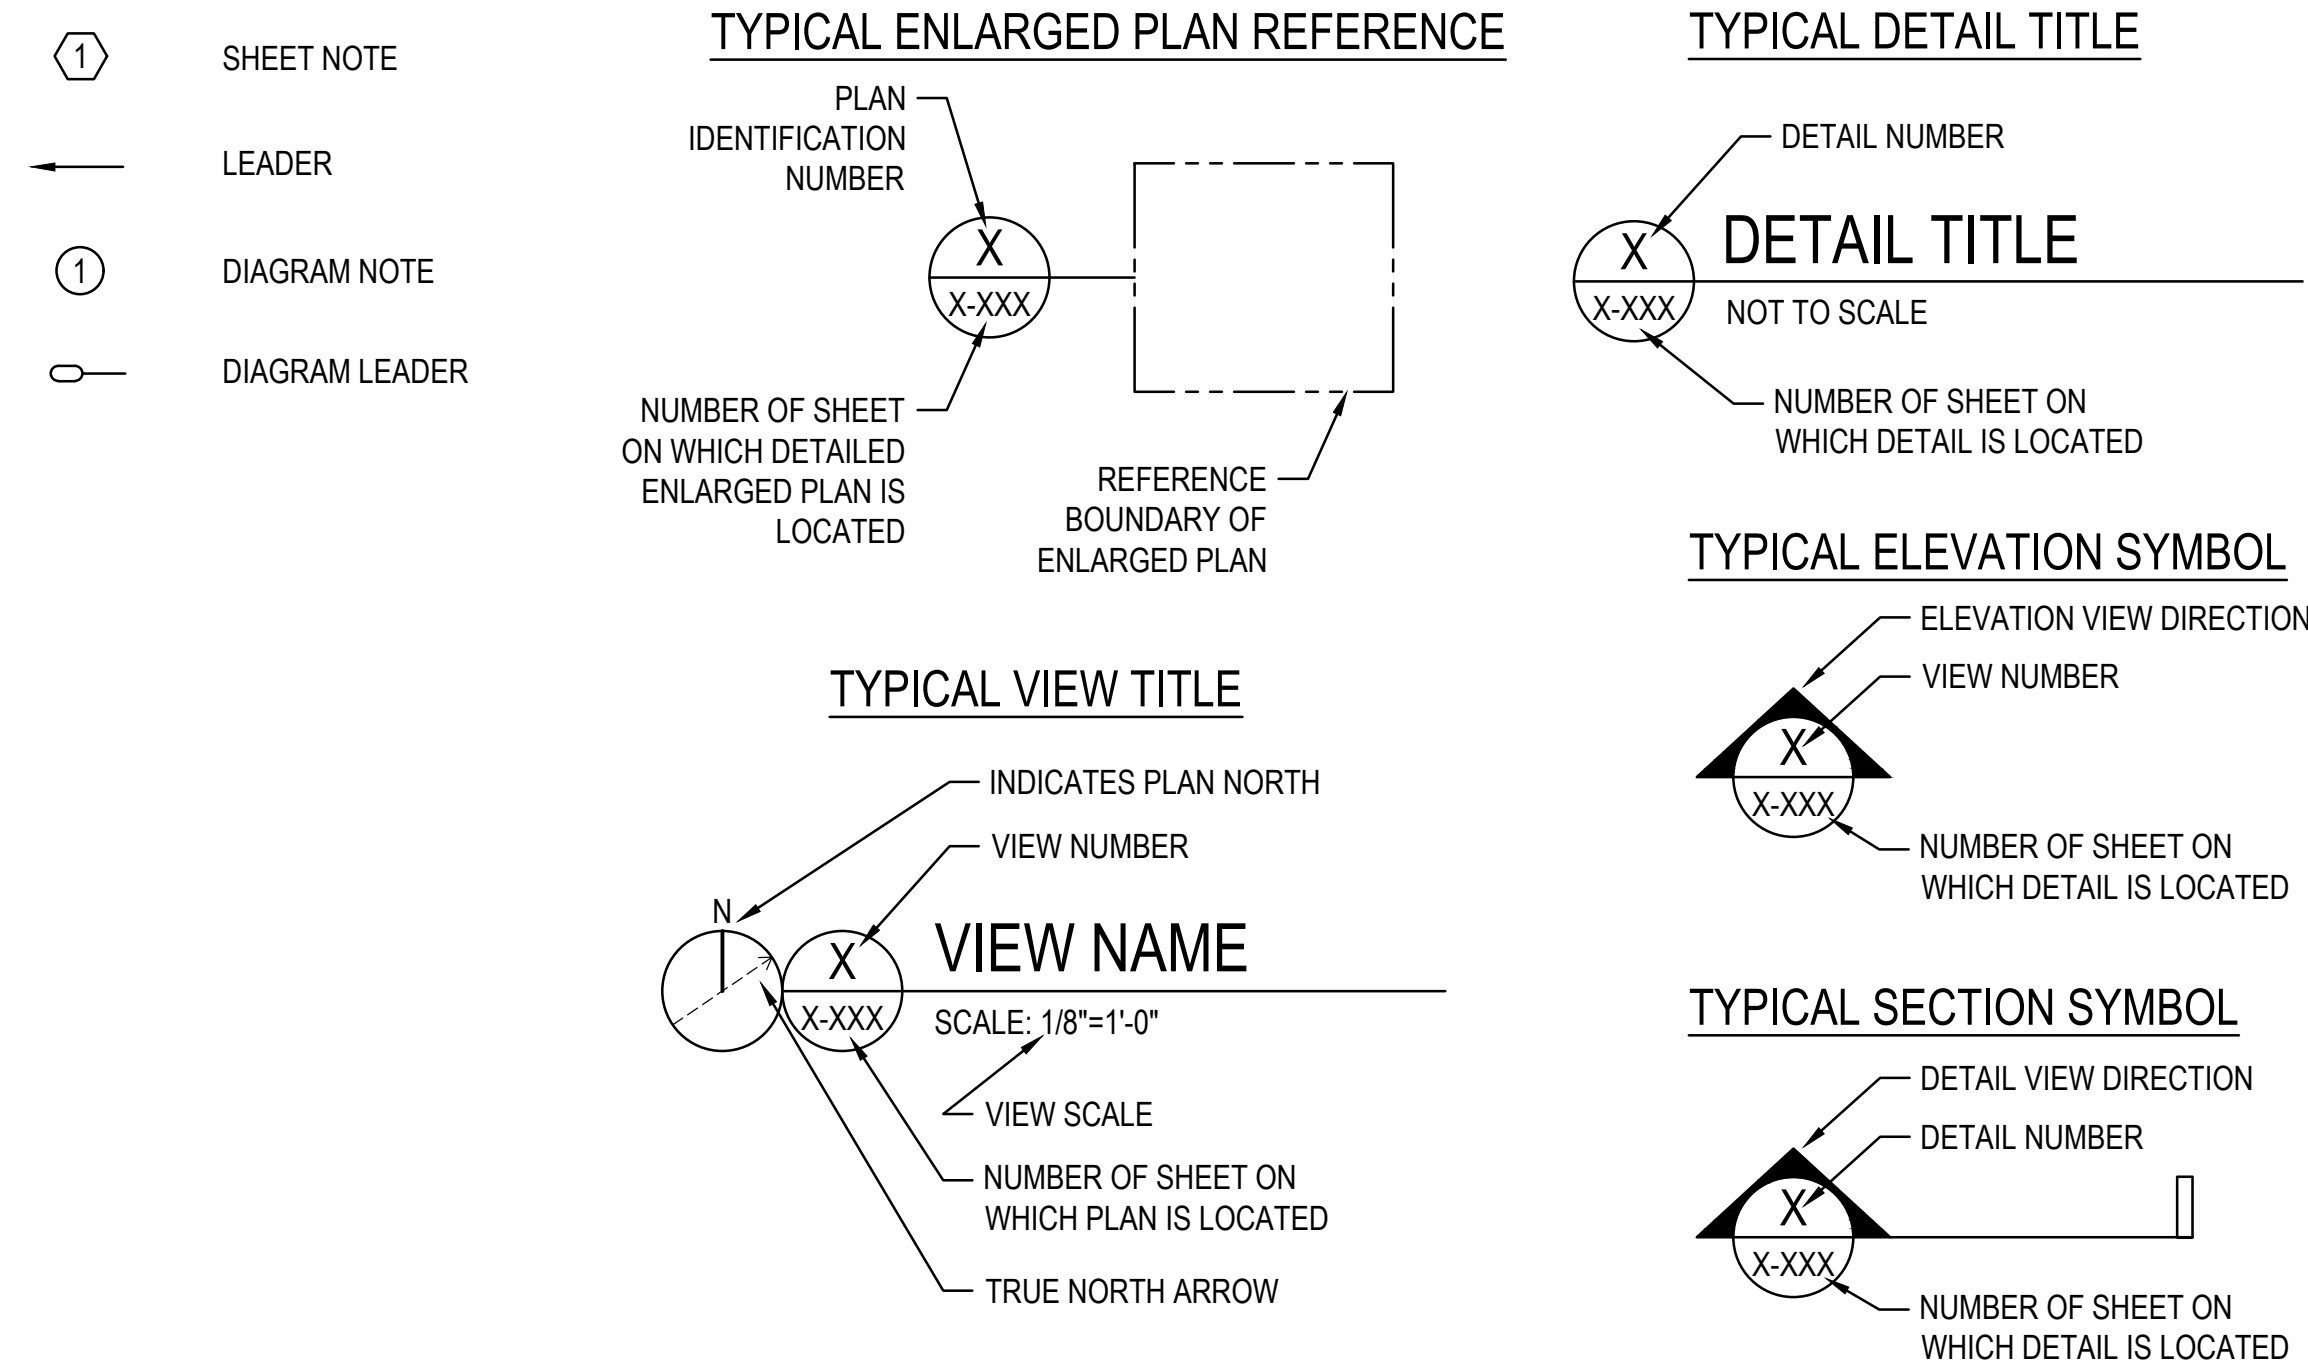 1
SHEET NOTE
LEADER
1
DIAGRAM NOTE
DIAGRAM LEADER
TYPICAL ENLARGED PLAN REFERENCE
PLAN
IDENTIFICATION
NUMBER
X
X-XXX
NUMBER OF SHEET
ON WHICH DETAILED
ENLARGED PLAN IS
LOCATED
REFERENCE
BOUNDARY OF
ENLARGED PLAN
TYPICAL VIEW TITLE
INDICATES PLAN NORTH
VIEW NUMBER
N
X
X-XXX
VIEW NAME
SCALE: 1/8"=1'-0"
VIEW SCALE
NUMBER OF SHEET ON
WHICH PLAN IS LOCATED
TRUE NORTH ARROW
TYPICAL DETAIL TITLE
DETAIL NUMBER
X
X-XXX
DETAIL TITLE
NOT TO SCALE
NUMBER OF SHEET ON
WHICH DETAIL IS LOCATED
TYPICAL ELEVATION SYMBOL
ELEVATION VIEW DIRECTION
VIEW NUMBER
X
X-XXX
NUMBER OF SHEET ON
WHICH DETAIL IS LOCATED
TYPICAL SECTION SYMBOL
DETAIL VIEW DIRECTION
DETAIL NUMBER
X
X-XXX
NUMBER OF SHEET ON
WHICH DETAIL IS LOCATED